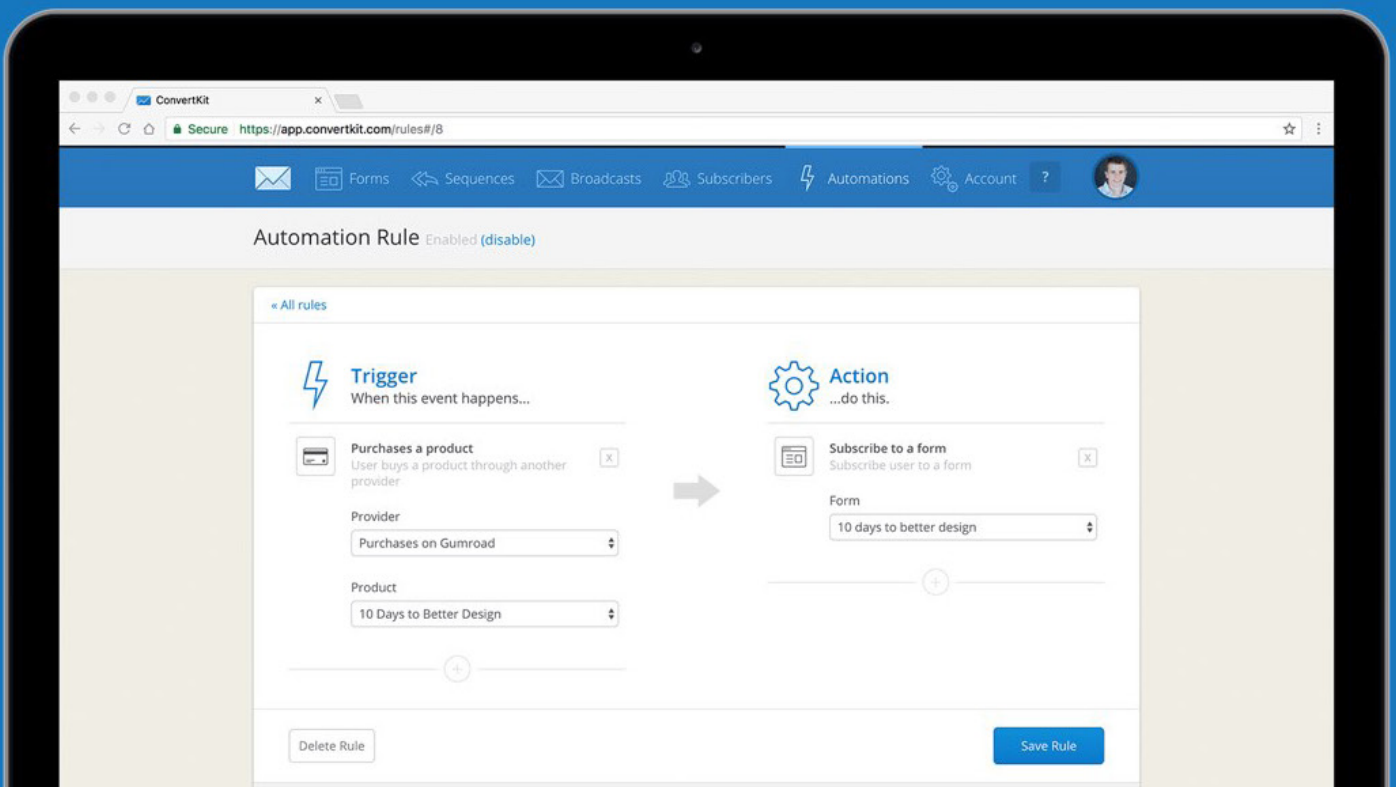 ConvertKit
Secure https://app.convertkit.com/rules#/8
Forms Sequences Broadcasts Subscribers Automations Account ?
Automation Rule Enabled (disable)
« All rules
Trigger
When this event happens...
Purchases a product
User buys a product through another
provider
Provider
Purchases on Gumroad
Product
10 Days to Better Design
Action
...do this.
Subscribe to a form
Subscribe user to a form
Form
10 days to better design
Delete Rule
Save Rule